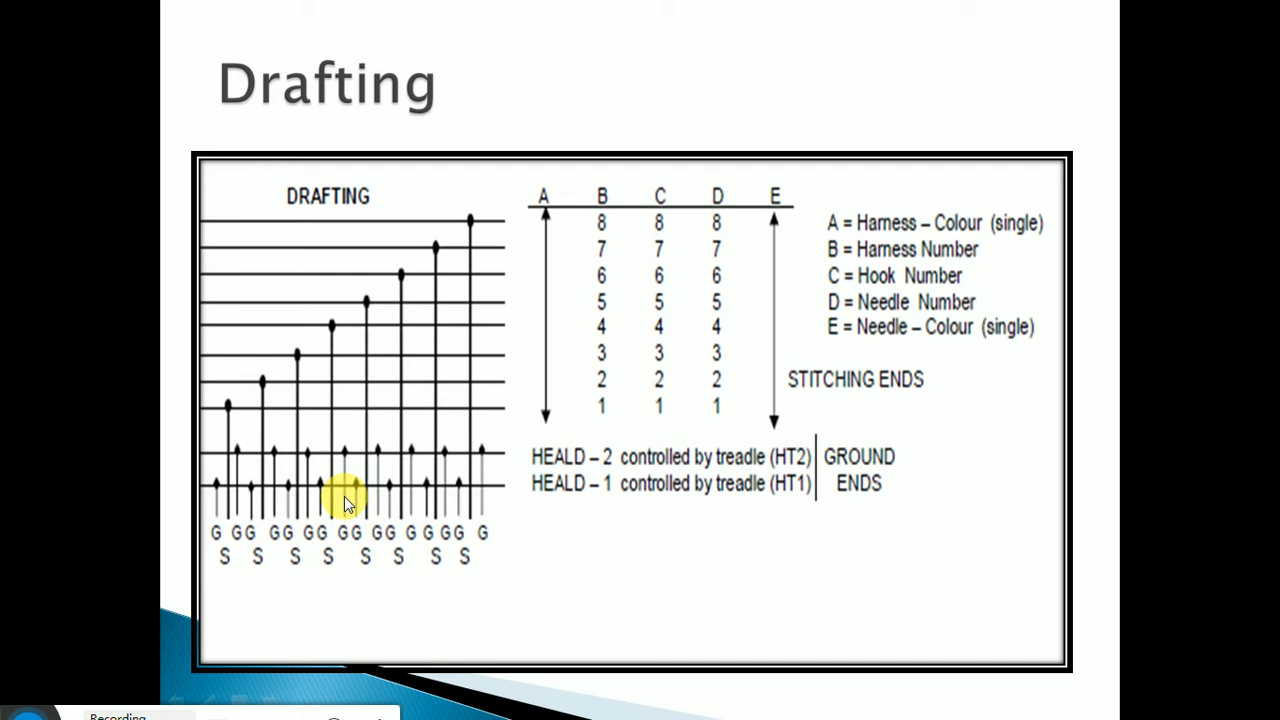 Drafting
DRAFTING
A B C D E
8 8 8
7 7 7
6 6 6
5 5 5
4 4 4
3 3 3
2 2 2
1 1 1
A = Harness – Colour (single)
B = Harness Number
C = Hook Number
D = Needle Number
E = Needle – Colour (single)
STITCHING ENDS
HEALD – 2 controlled by treadle (HT2)
HEALD – 1 controlled by treadle (HT1)
GROUND
ENDS
G GG GG GG GG GG G GG G
S S S S S S S S
Recording